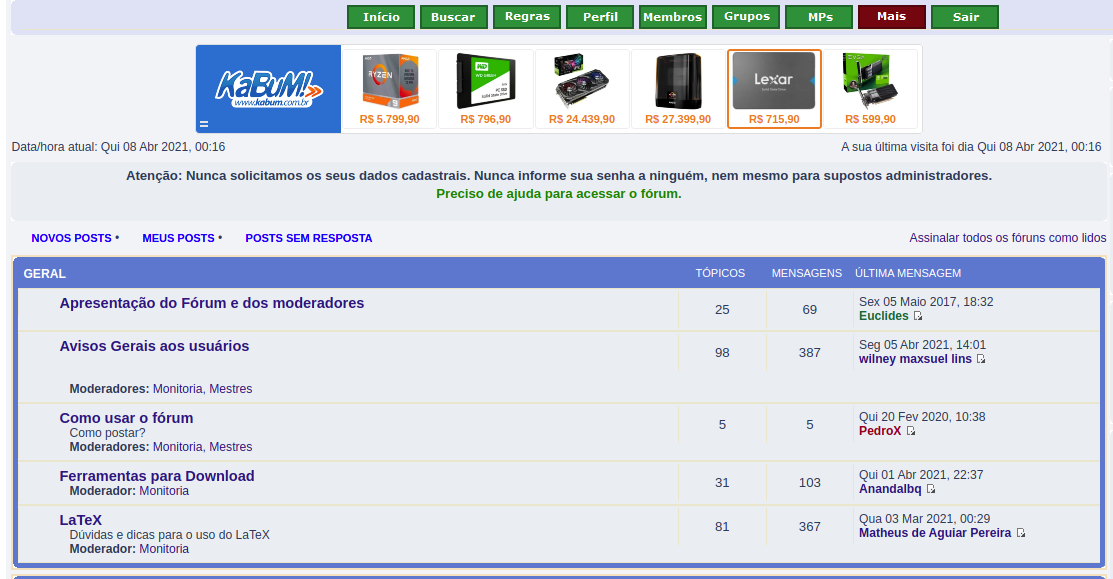 Início Buscar Regras Perfil Membros Grupos MPs Mais Sair
KaBuM!
www.kabum.com.br
RYZEN 9
WD GREEN
Lexar
R$ 5.799,90 R$ 796,90 R$ 24.439,90 R$ 27.399,90 R$ 715,90 R$ 599,90
Data/hora atual: Qui 08 Abr 2021, 00:16 A sua última visita foi dia Qui 08 Abr 2021, 00:16
Atenção: Nunca solicitamos os seus dados cadastrais. Nunca informe sua senha a ninguém, nem mesmo para supostos administradores.
Preciso de ajuda para acessar o fórum.
NOVOS POSTS • MEUS POSTS • POSTS SEM RESPOSTA Assinalar todos os fóruns como lidos
GERAL TÓPICOS MENSAGENS ÚLTIMA MENSAGEM
Apresentação do Fórum e dos moderadores 25 69 Sex 05 Maio 2017, 18:32
Euclides
Avisos Gerais aos usuários 98 387 Seg 05 Abr 2021, 14:01
wilney maxsuel lins
Moderadores: Monitoria, Mestres
Como usar o fórum 5 5 Qui 20 Fev 2020, 10:38
Como postar? PedroX
Moderadores: Monitoria, Mestres
Ferramentas para Download 31 103 Qui 01 Abr 2021, 22:37
Moderador: Monitoria Anandalbq
LaTeX 81 367 Qua 03 Mar 2021, 00:29
Dúvidas e dicas para o uso do LaTeX Matheus de Aguiar Pereira
Moderador: Monitoria